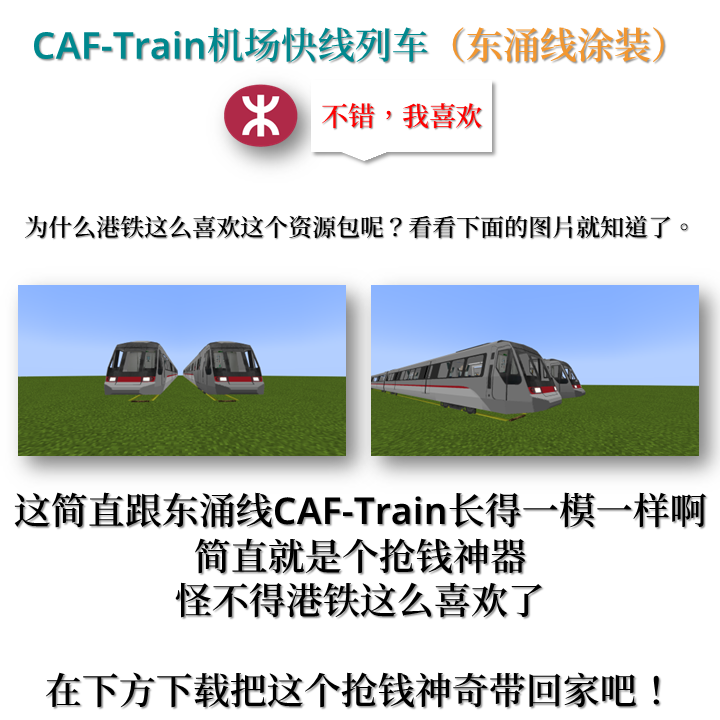 CAF-Train机场快线列车（东涌线涂装）
不错，我喜欢
为什么港铁这么喜欢这个资源包呢？看看下面的图片就知道了。
这简直跟东涌线CAF-Train长得一模一样啊
简直就是个抢钱神器
怪不得港铁这么喜欢了
在下方下载把这个抢钱神奇带回家吧！